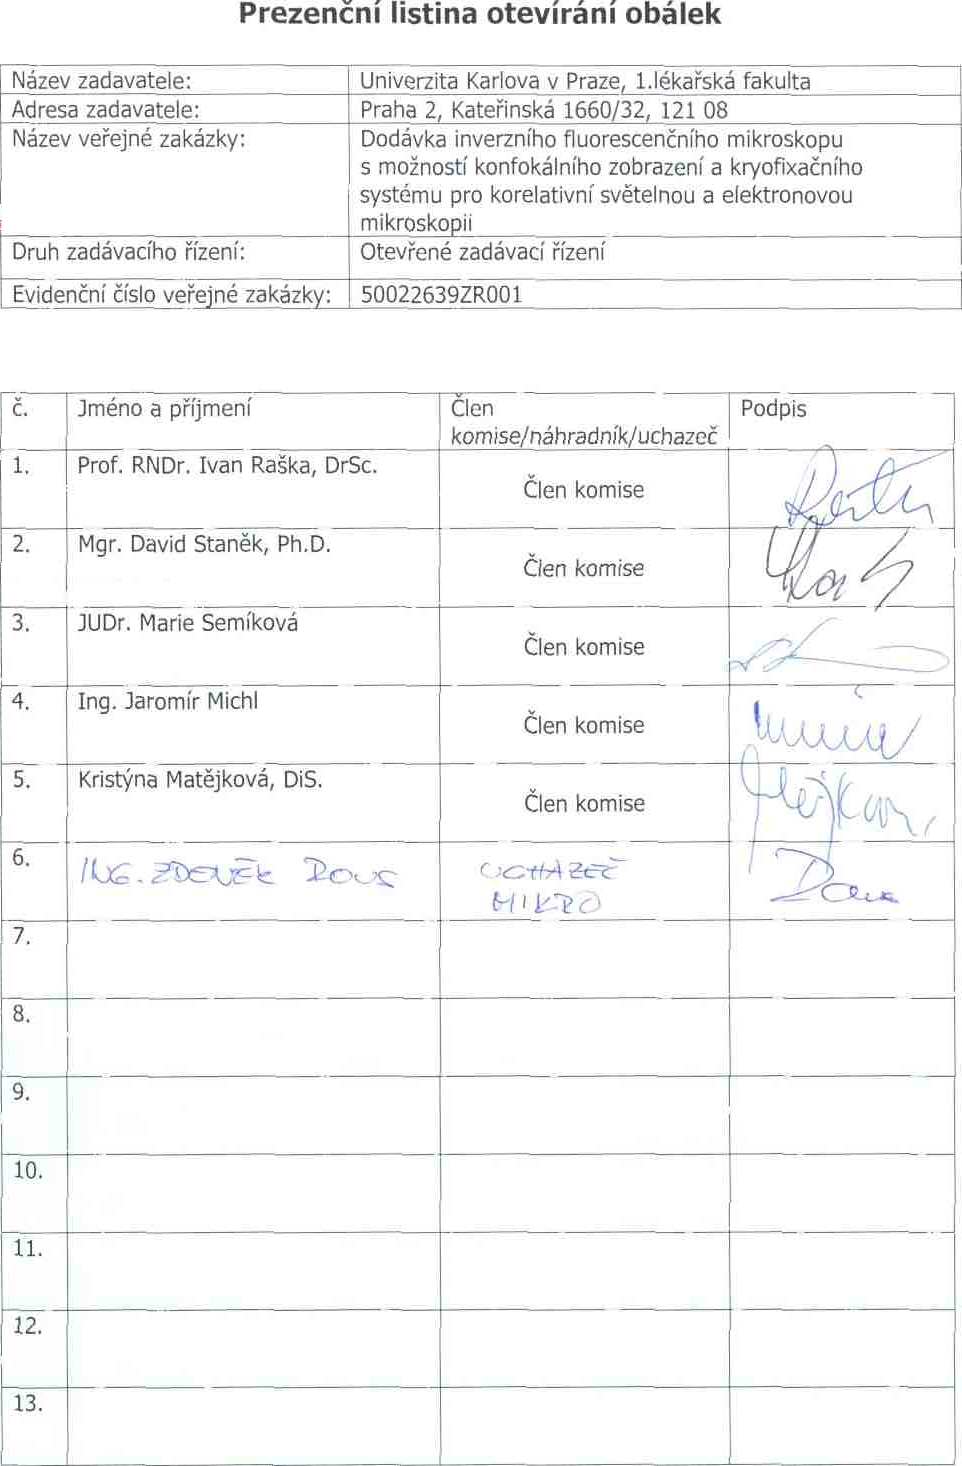 Prezenční listina otevírání obálek
Název zadavatele: Univerzita Karlova v Praze, 1.lékařská fakulta
Adresa zadavatele: Praha 2, Kateřinská 1660/32, 121 08
Název veřejné zakázky: Dodávka inverzního fluorescenčního mikroskopu
s možností konfokálního zobrazení a kryofixačního
systému pro korelativní světelnou a elektronovou
mikroskopii
Druh zadávacího řízení: Otevřené zadávací řízení
Evidenční číslo veřejné zakázky: 50022639ZR001
č. Jméno a příjmení Člen Podpis
komise/náhradník/uchazeč
1. Prof. RNDr. Ivan Raška, DrSc.
Člen komise
2. Mgr. David Staněk, Ph.D.
Člen komise
3. JUDr. Marie Semíková
Člen komise
4. Ing. Jaromír Michl
Člen komise
5. Kristýna Matějková, DiS.
Člen komise
6. ING. ZDENĚK ROUS UCHAZEČ
MIKRO
7.
8.
9.
10.
11.
12.
13.